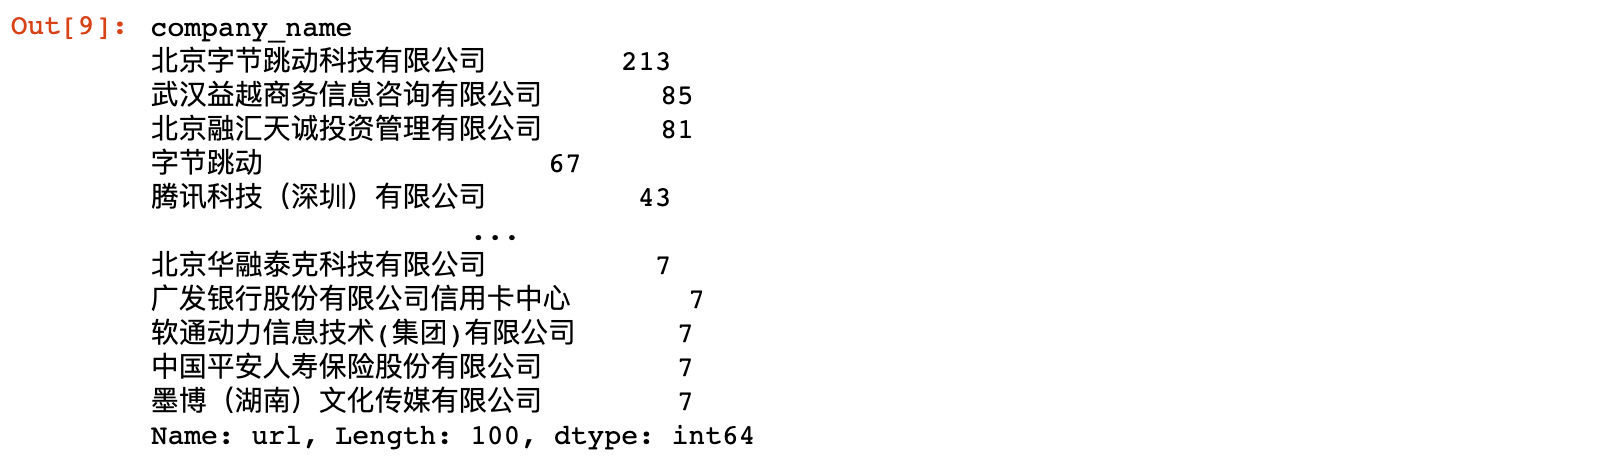 Out[9]: company_name
北京字节跳动科技有限公司 213
武汉益越商务信息咨询有限公司 85
北京融汇天诚投资管理有限公司 81
字节跳动 67
腾讯科技（深圳）有限公司 43
...
北京华融泰克科技有限公司 7
广发银行股份有限公司信用卡中心 7
软通动力信息技术(集团)有限公司 7
中国平安人寿保险股份有限公司 7
墨博（湖南）文化传媒有限公司 7
Name: url, Length: 100, dtype: int64